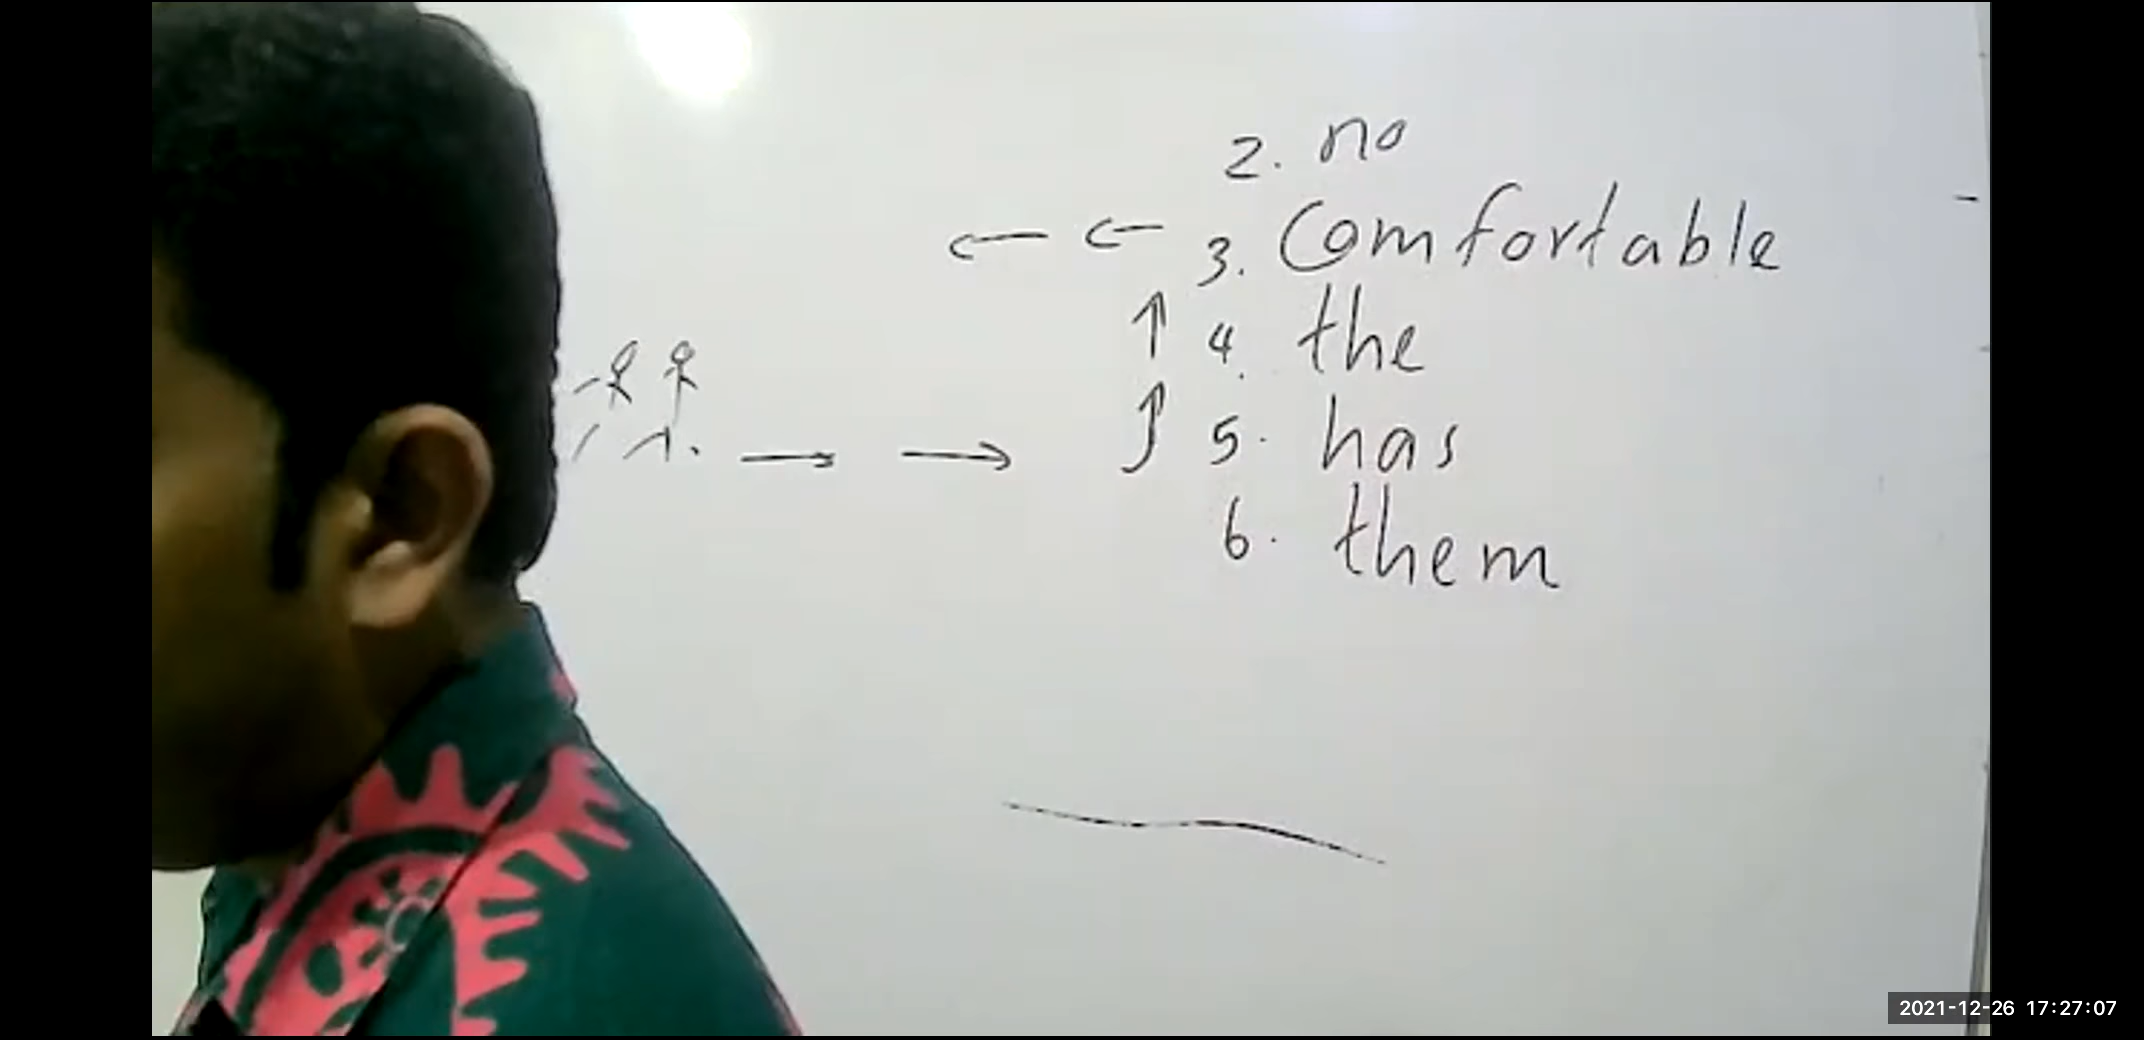 2. no
3. Comfortable
4. the
5. has
6. them
2021-12-26 17:27:07